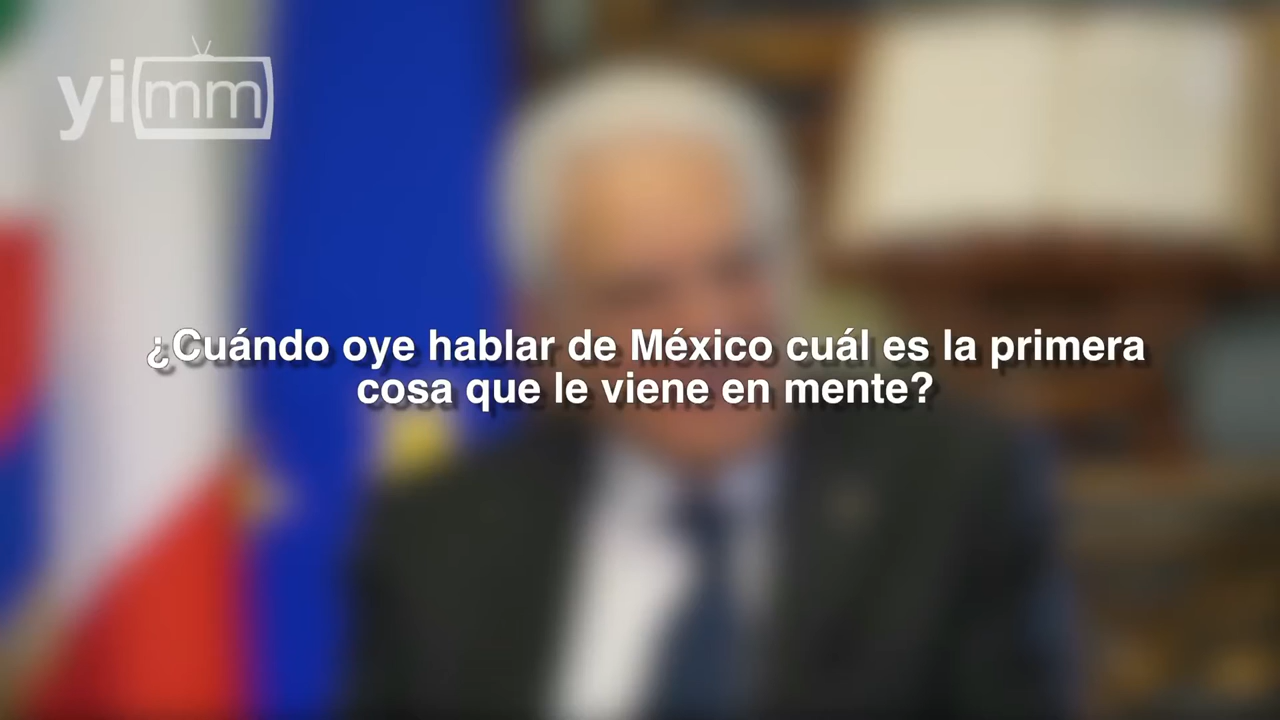 yimm
¿Cuándo oye hablar de México cuál es la primera
cosa que le viene en mente?